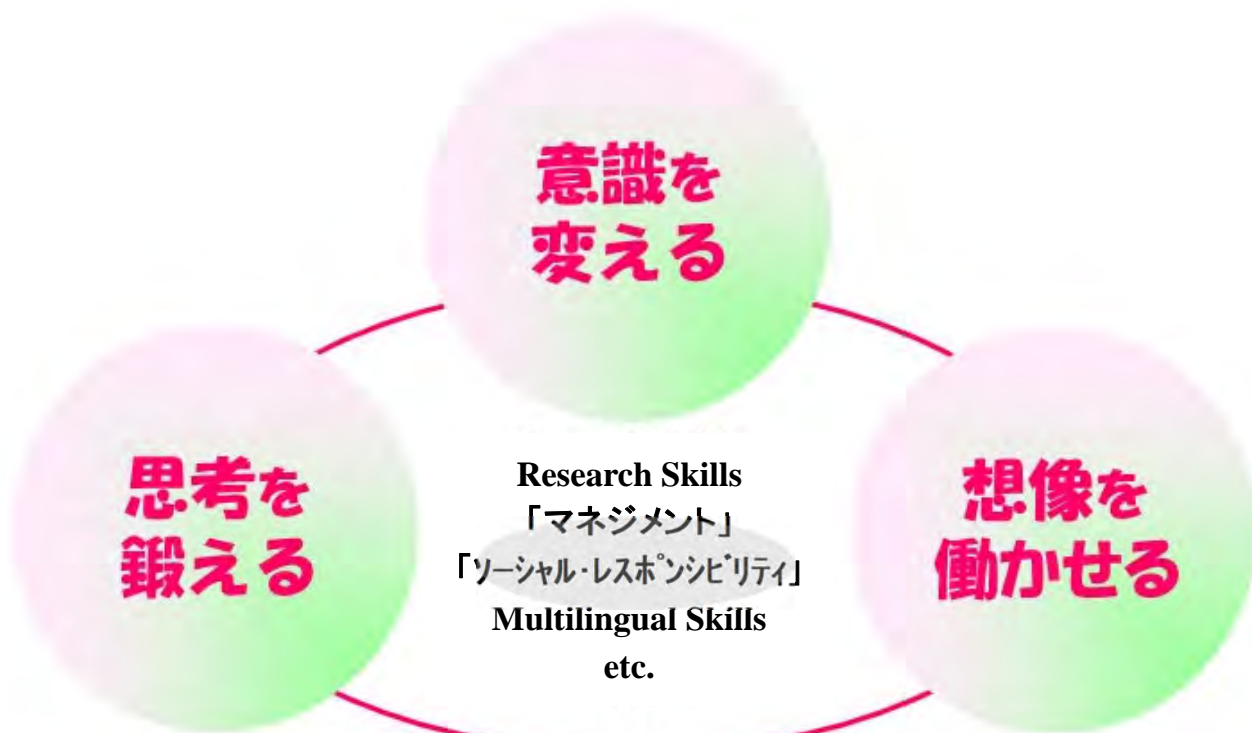 意識を
変える
思考を
鍛える
想像を
働かせる
Research Skills
「マネジメント」
「ソーシャル・レスポンシビリティ」
Multilingual Skills
etc.